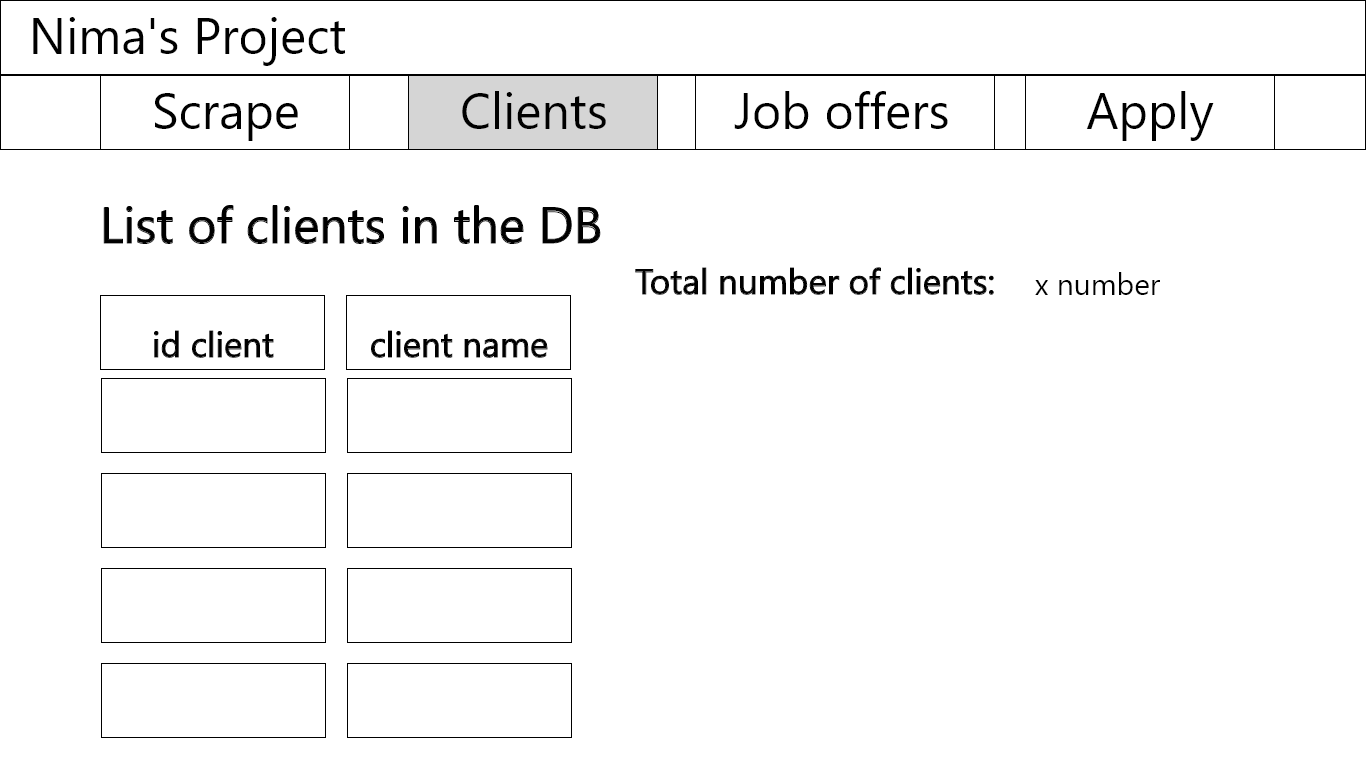 Nima's Project
Scrape Clients Job offers Apply
List of clients in the DB
Total number of clients: x number
id client client name